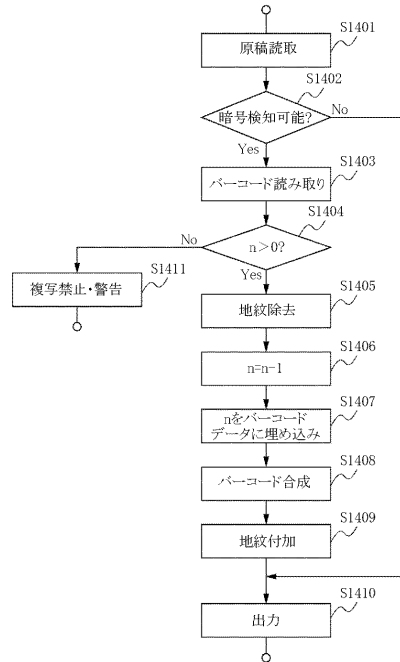 S1401
原稿読取
S1402
暗号検知可能?
No
Yes
S1403
バーコード読み取り
S1404
n>0?
No
Yes
S1411
複写禁止・警告
S1405
地紋除去
S1406
n=n-1
S1407
nをバーコード
データに埋め込み
S1408
バーコード合成
S1409
地紋付加
S1410
出力